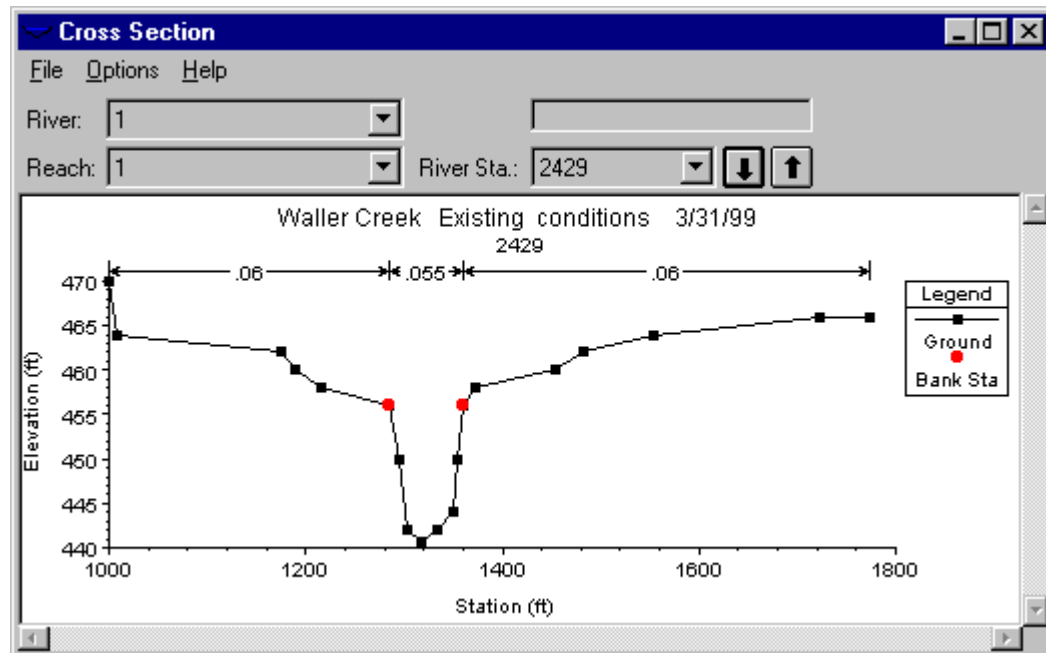 Cross Section
File Options Help
River: 1
Reach: 1 River Sta.: 2429
Waller Creek Existing conditions 3/31/99
2429
.06 .055 .06
470
465
460
455
450
445
440
Elevation (ft)
1000 1200 1400 1600 1800
Station (ft)
Legend
Ground
Bank Sta